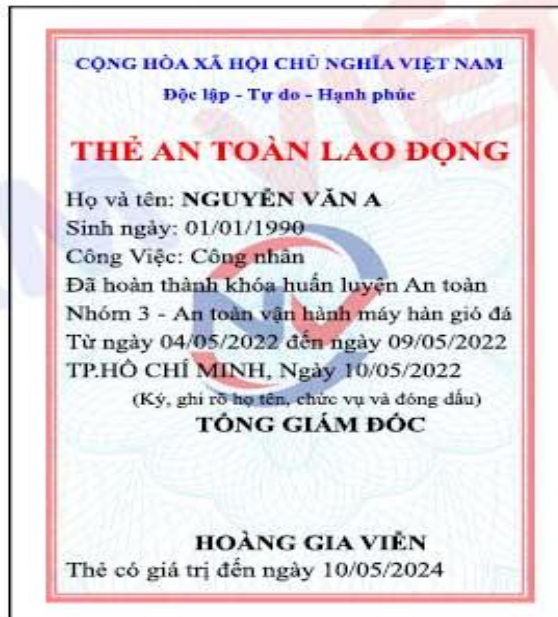 CỘNG HÒA XÃ HỘI CHỦ NGHĨA VIỆT NAM
Độc lập - Tự do - Hạnh phúc
THẺ AN TOÀN LAO ĐỘNG
Họ và tên: NGUYỄN VĂN A
Sinh ngày: 01/01/1990
Công Việc: Công nhân
Đã hoàn thành khóa huấn luyện An toàn
Nhóm 3 - An toàn vận hành máy hàn gió đá
Từ ngày 04/05/2022 đến ngày 09/05/2022
TP.HỒ CHÍ MINH, Ngày 10/05/2022
(Ký, ghi rõ họ tên, chức vụ và đóng dấu)
TỔNG GIÁM ĐỐC
HOÀNG GIA VIỄN
Thẻ có giá trị đến ngày 10/05/2024